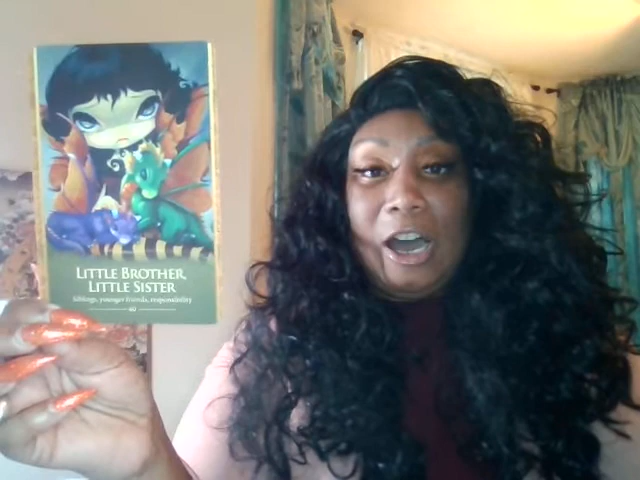 LITTLE BROTHER,
LITTLE SISTER
Siblings, younger friends, responsibility